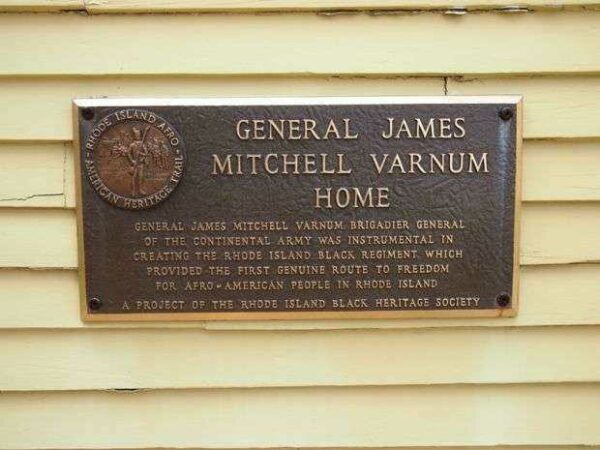 RHODE ISLAND AFRO-
AMERICAN HERITAGE TRAIL
GENERAL JAMES
MITCHELL VARNUM
HOME
GENERAL JAMES MITCHELL VARNUM, BRIGADIER GENERAL
OF THE CONTINENTAL ARMY WAS INSTRUMENTAL IN
CREATING THE RHODE ISLAND BLACK REGIMENT, WHICH
PROVIDED THE FIRST GENUINE ROUTE TO FREEDOM
FOR AFRO-AMERICAN PEOPLE IN RHODE ISLAND
A PROJECT OF THE RHODE ISLAND BLACK HERITAGE SOCIETY